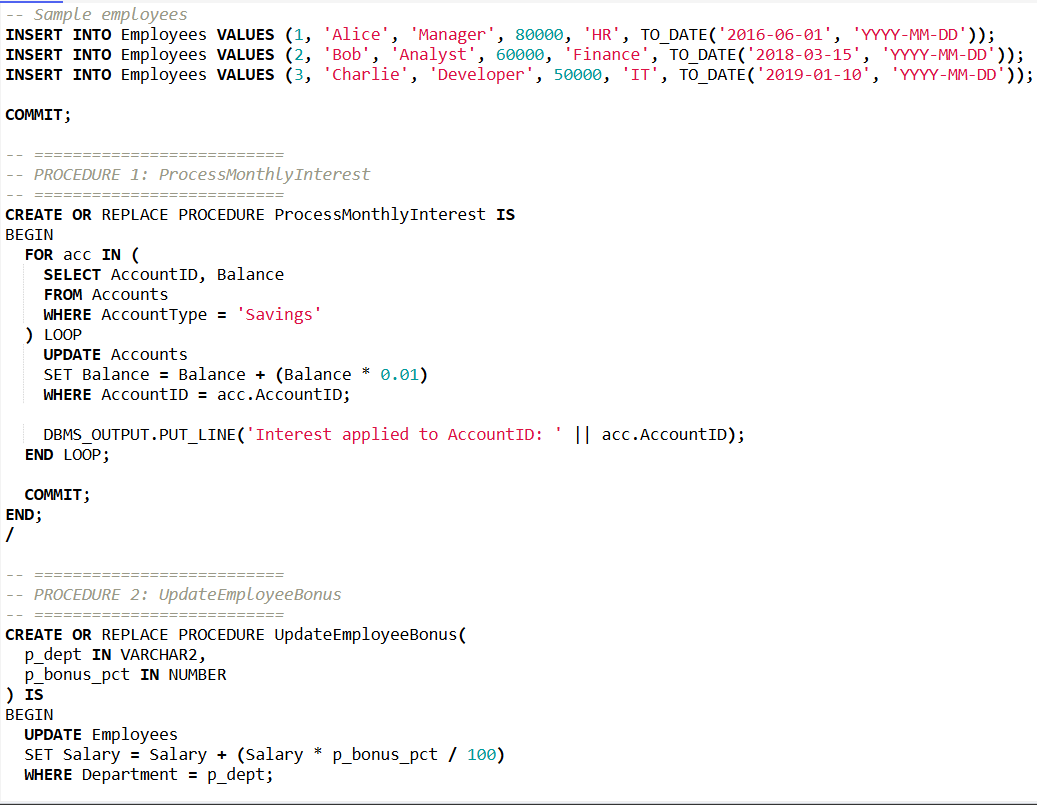 -- Sample employees
INSERT INTO Employees VALUES (1, 'Alice', 'Manager', 80000, 'HR', TO_DATE('2016-06-01', 'YYYY-MM-DD'));
INSERT INTO Employees VALUES (2, 'Bob', 'Analyst', 60000, 'Finance', TO_DATE('2018-03-15', 'YYYY-MM-DD'));
INSERT INTO Employees VALUES (3, 'Charlie', 'Developer', 50000, 'IT', TO_DATE('2019-01-10', 'YYYY-MM-DD'));

COMMIT;

-- ==========================
-- PROCEDURE 1: ProcessMonthlyInterest
-- ==========================
CREATE OR REPLACE PROCEDURE ProcessMonthlyInterest IS
BEGIN
  FOR acc IN (
    SELECT AccountID, Balance
    FROM Accounts
    WHERE AccountType = 'Savings'
  ) LOOP
    UPDATE Accounts
    SET Balance = Balance + (Balance * 0.01)
    WHERE AccountID = acc.AccountID;

    DBMS_OUTPUT.PUT_LINE('Interest applied to AccountID: ' || acc.AccountID);
  END LOOP;

  COMMIT;
END;
/

-- ==========================
-- PROCEDURE 2: UpdateEmployeeBonus
-- ==========================
CREATE OR REPLACE PROCEDURE UpdateEmployeeBonus(
  p_dept IN VARCHAR2,
  p_bonus_pct IN NUMBER
) IS
BEGIN
  UPDATE Employees
  SET Salary = Salary + (Salary * p_bonus_pct / 100)
  WHERE Department = p_dept;